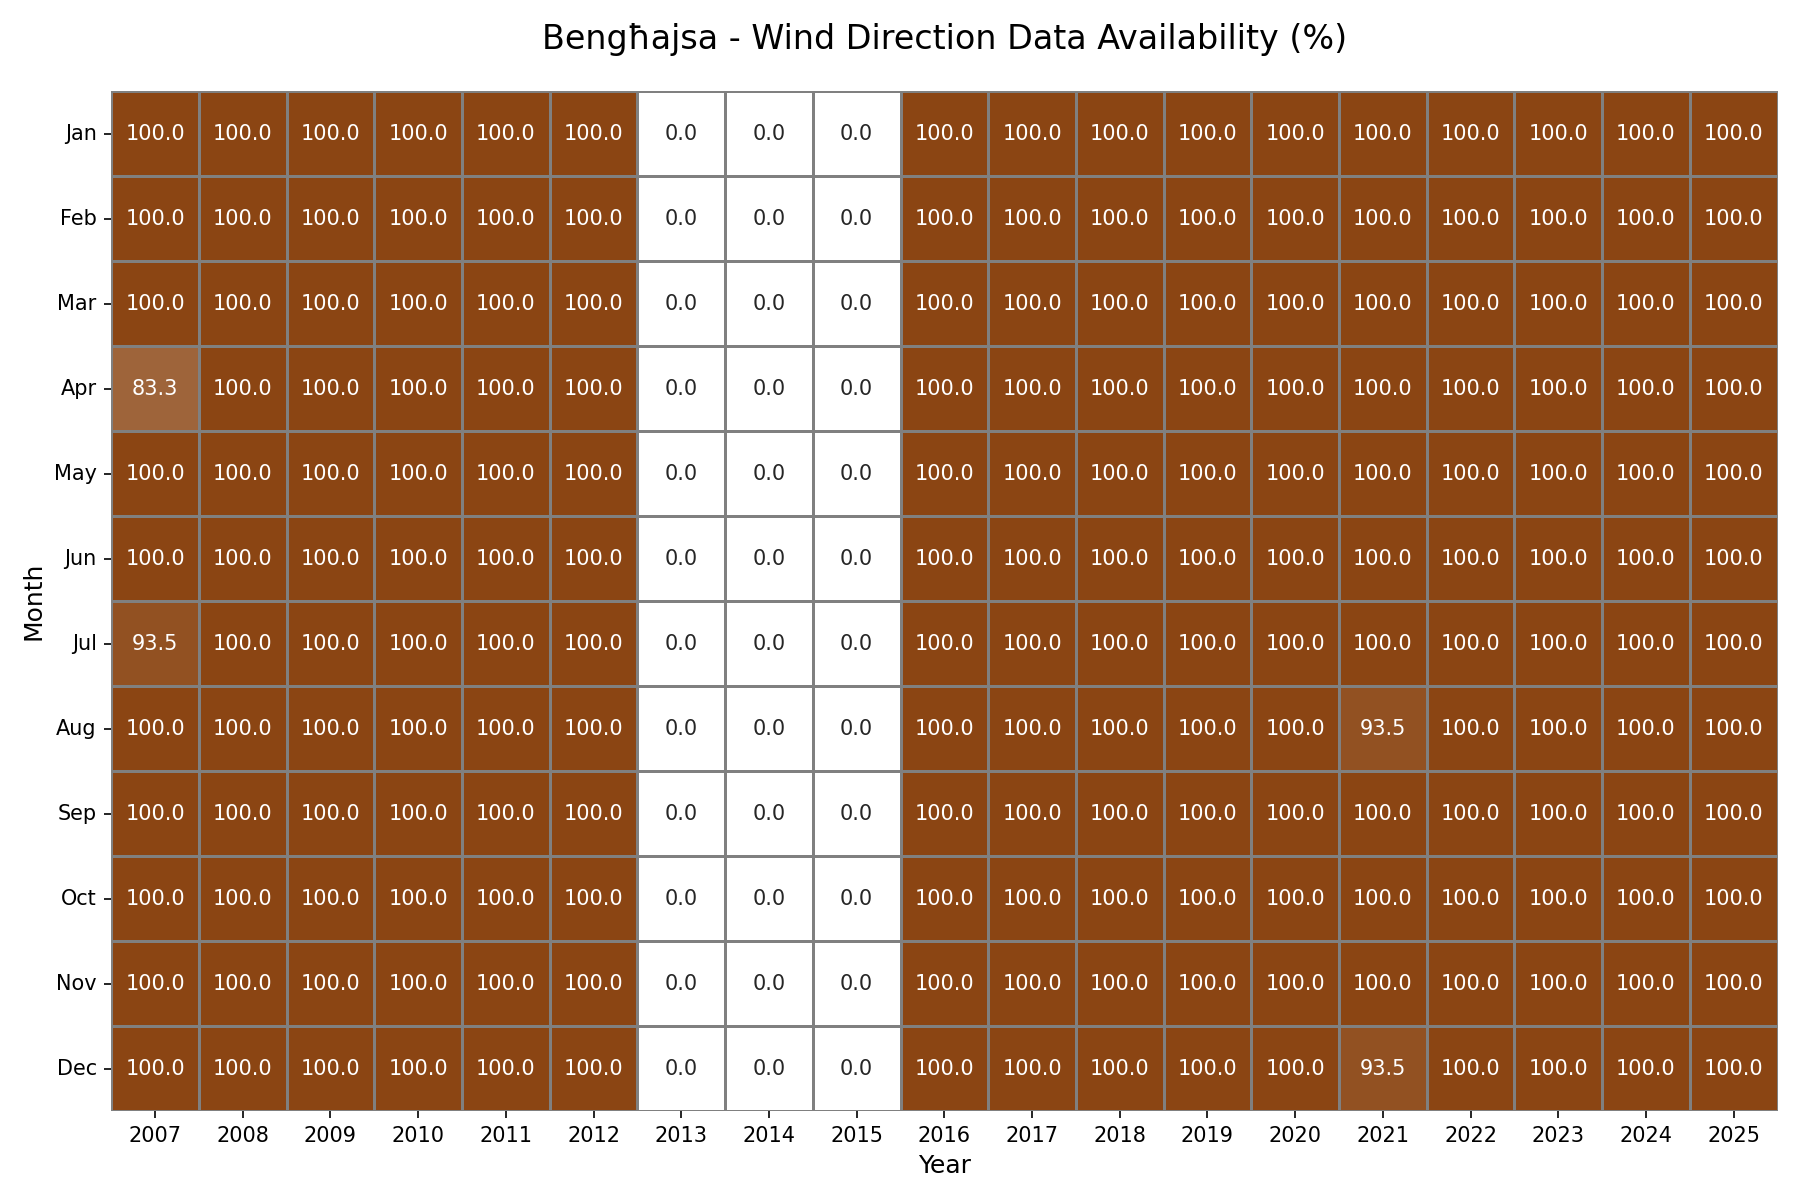 Bengħajsa - Wind Direction Data Availability (%)
Jan 100.0 100.0 100.0 100.0 100.0 100.0 0.0 0.0 0.0 100.0 100.0 100.0 100.0 100.0 100.0 100.0 100.0 100.0 100.0
Feb 100.0 100.0 100.0 100.0 100.0 100.0 0.0 0.0 0.0 100.0 100.0 100.0 100.0 100.0 100.0 100.0 100.0 100.0 100.0
Mar 100.0 100.0 100.0 100.0 100.0 100.0 0.0 0.0 0.0 100.0 100.0 100.0 100.0 100.0 100.0 100.0 100.0 100.0 100.0
Apr 83.3 100.0 100.0 100.0 100.0 100.0 0.0 0.0 0.0 100.0 100.0 100.0 100.0 100.0 100.0 100.0 100.0 100.0 100.0
May 100.0 100.0 100.0 100.0 100.0 100.0 0.0 0.0 0.0 100.0 100.0 100.0 100.0 100.0 100.0 100.0 100.0 100.0 100.0
Jun 100.0 100.0 100.0 100.0 100.0 100.0 0.0 0.0 0.0 100.0 100.0 100.0 100.0 100.0 100.0 100.0 100.0 100.0 100.0
Month
Jul 93.5 100.0 100.0 100.0 100.0 100.0 0.0 0.0 0.0 100.0 100.0 100.0 100.0 100.0 100.0 100.0 100.0 100.0 100.0
Aug 100.0 100.0 100.0 100.0 100.0 100.0 0.0 0.0 0.0 100.0 100.0 100.0 100.0 100.0 93.5 100.0 100.0 100.0 100.0
Sep 100.0 100.0 100.0 100.0 100.0 100.0 0.0 0.0 0.0 100.0 100.0 100.0 100.0 100.0 100.0 100.0 100.0 100.0 100.0
Oct 100.0 100.0 100.0 100.0 100.0 100.0 0.0 0.0 0.0 100.0 100.0 100.0 100.0 100.0 100.0 100.0 100.0 100.0 100.0
Nov 100.0 100.0 100.0 100.0 100.0 100.0 0.0 0.0 0.0 100.0 100.0 100.0 100.0 100.0 100.0 100.0 100.0 100.0 100.0
Dec 100.0 100.0 100.0 100.0 100.0 100.0 0.0 0.0 0.0 100.0 100.0 100.0 100.0 100.0 93.5 100.0 100.0 100.0 100.0
2007 2008 2009 2010 2011 2012 2013 2014 2015 2016 2017 2018 2019 2020 2021 2022 2023 2024 2025
Year